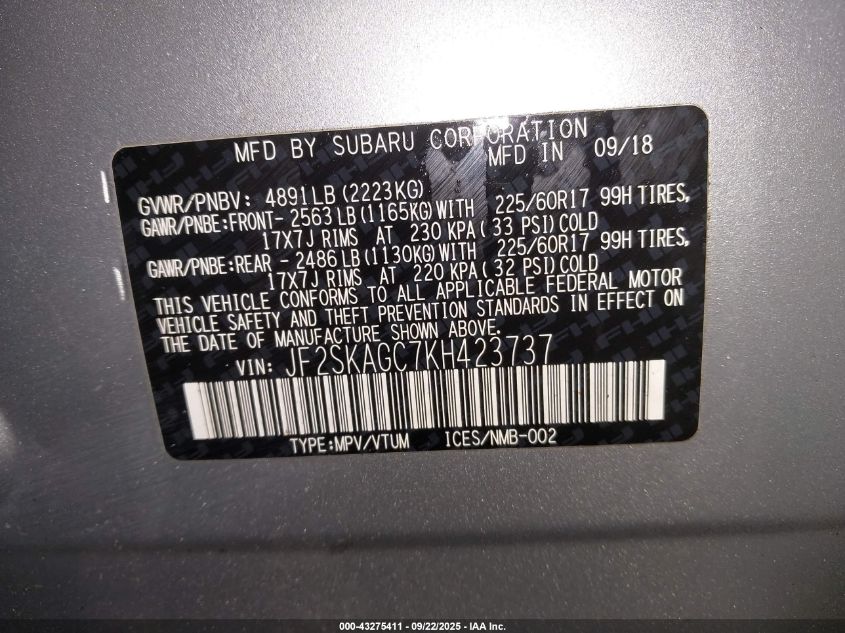 MFD BY SUBARU CORPORATION
MFD IN 09/18
GVWR/PNBV: 4891LB(2223KG)
GAWR/PNBE:FRONT- 2563LB(1165KG)WITH 225/60R17 99H TIRES,
17X7J RIMS AT 230 KPA(33 PSI)COLD
GAWR/PNBE:REAR - 2486LB(1130KG)WITH 225/60R17 99H TIRES,
17X7J RIMS AT 220 KPA(32 PSI)COLD
THIS VEHICLE CONFORMS TO ALL APPLICABLE FEDERAL MOTOR
VEHICLE SAFETY AND THEFT PREVENTION STANDARDS IN EFFECT ON
THE DATE OF MANUFACTURE SHOWN ABOVE.
VIN: JF2SKAGC7KH423737
TYPE:MPV/VTUM ICES/NMB-002
000-43275411 - 09/22/2025 - IAA Inc.